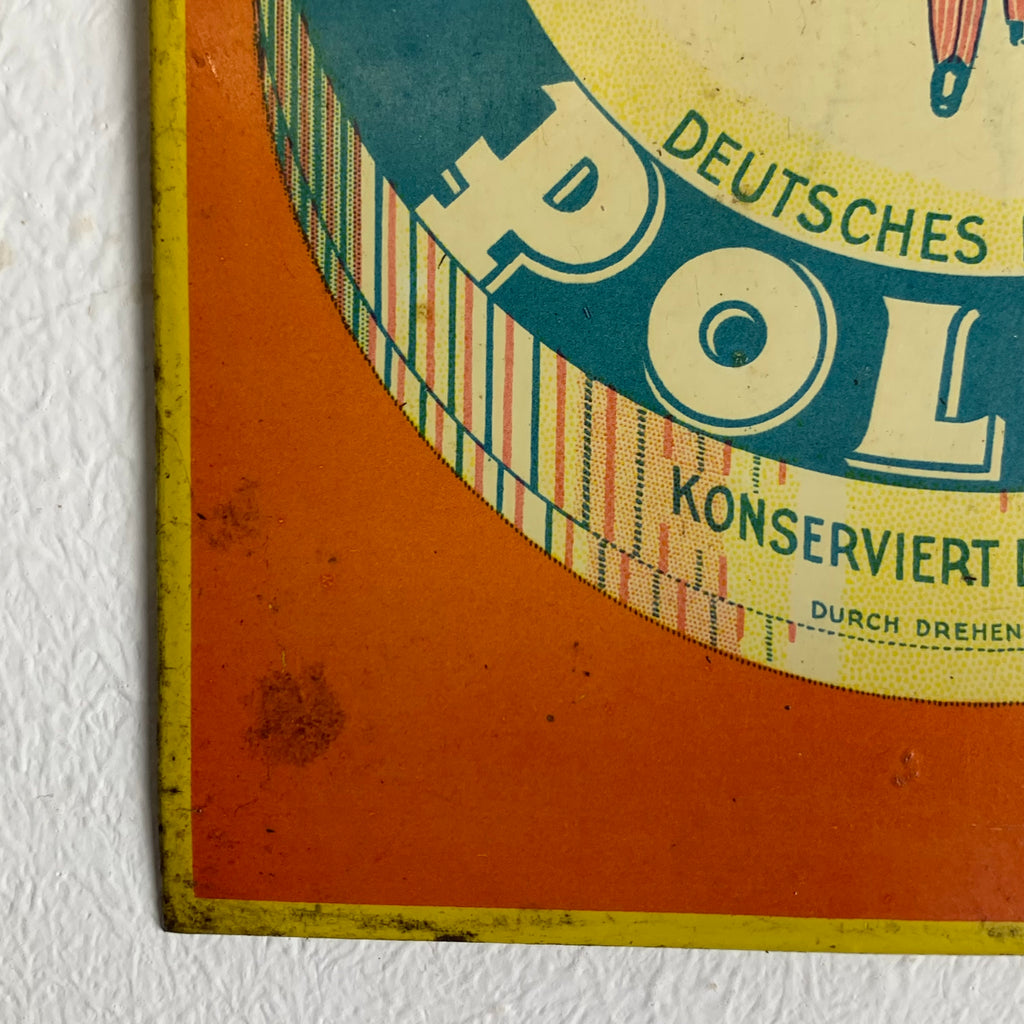 DEUTSCHES
POL
KONSERVIERT
DURCH DREHEN